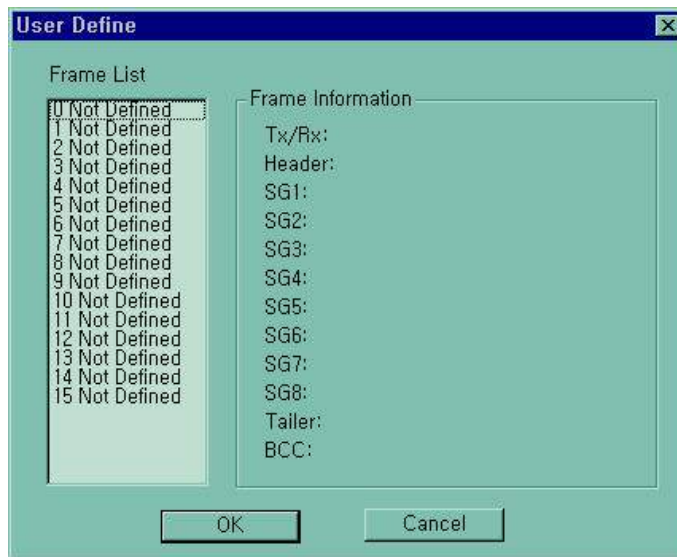 User Define
Frame List
0 Not Defined
1 Not Defined
2 Not Defined
3 Not Defined
4 Not Defined
5 Not Defined
6 Not Defined
7 Not Defined
8 Not Defined
9 Not Defined
10 Not Defined
11 Not Defined
12 Not Defined
13 Not Defined
14 Not Defined
15 Not Defined
Frame Information
Tx/Rx:
Header:
SG1:
SG2:
SG3:
SG4:
SG5:
SG6:
SG7:
SG8:
Tailer:
BCC:
OK
Cancel